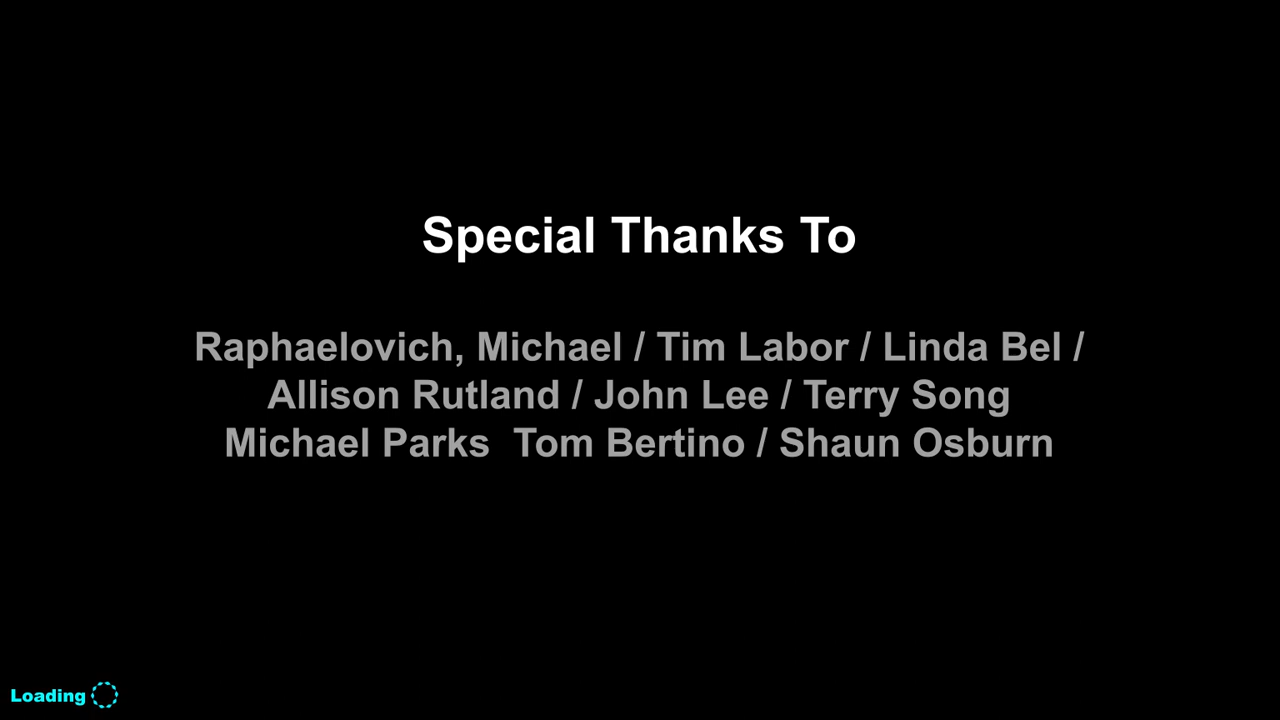 Special Thanks To
Raphaelovich, Michael / Tim Labor / Linda Bel /
Allison Rutland / John Lee / Terry Song
Michael Parks  Tom Bertino / Shaun Osburn
Loading